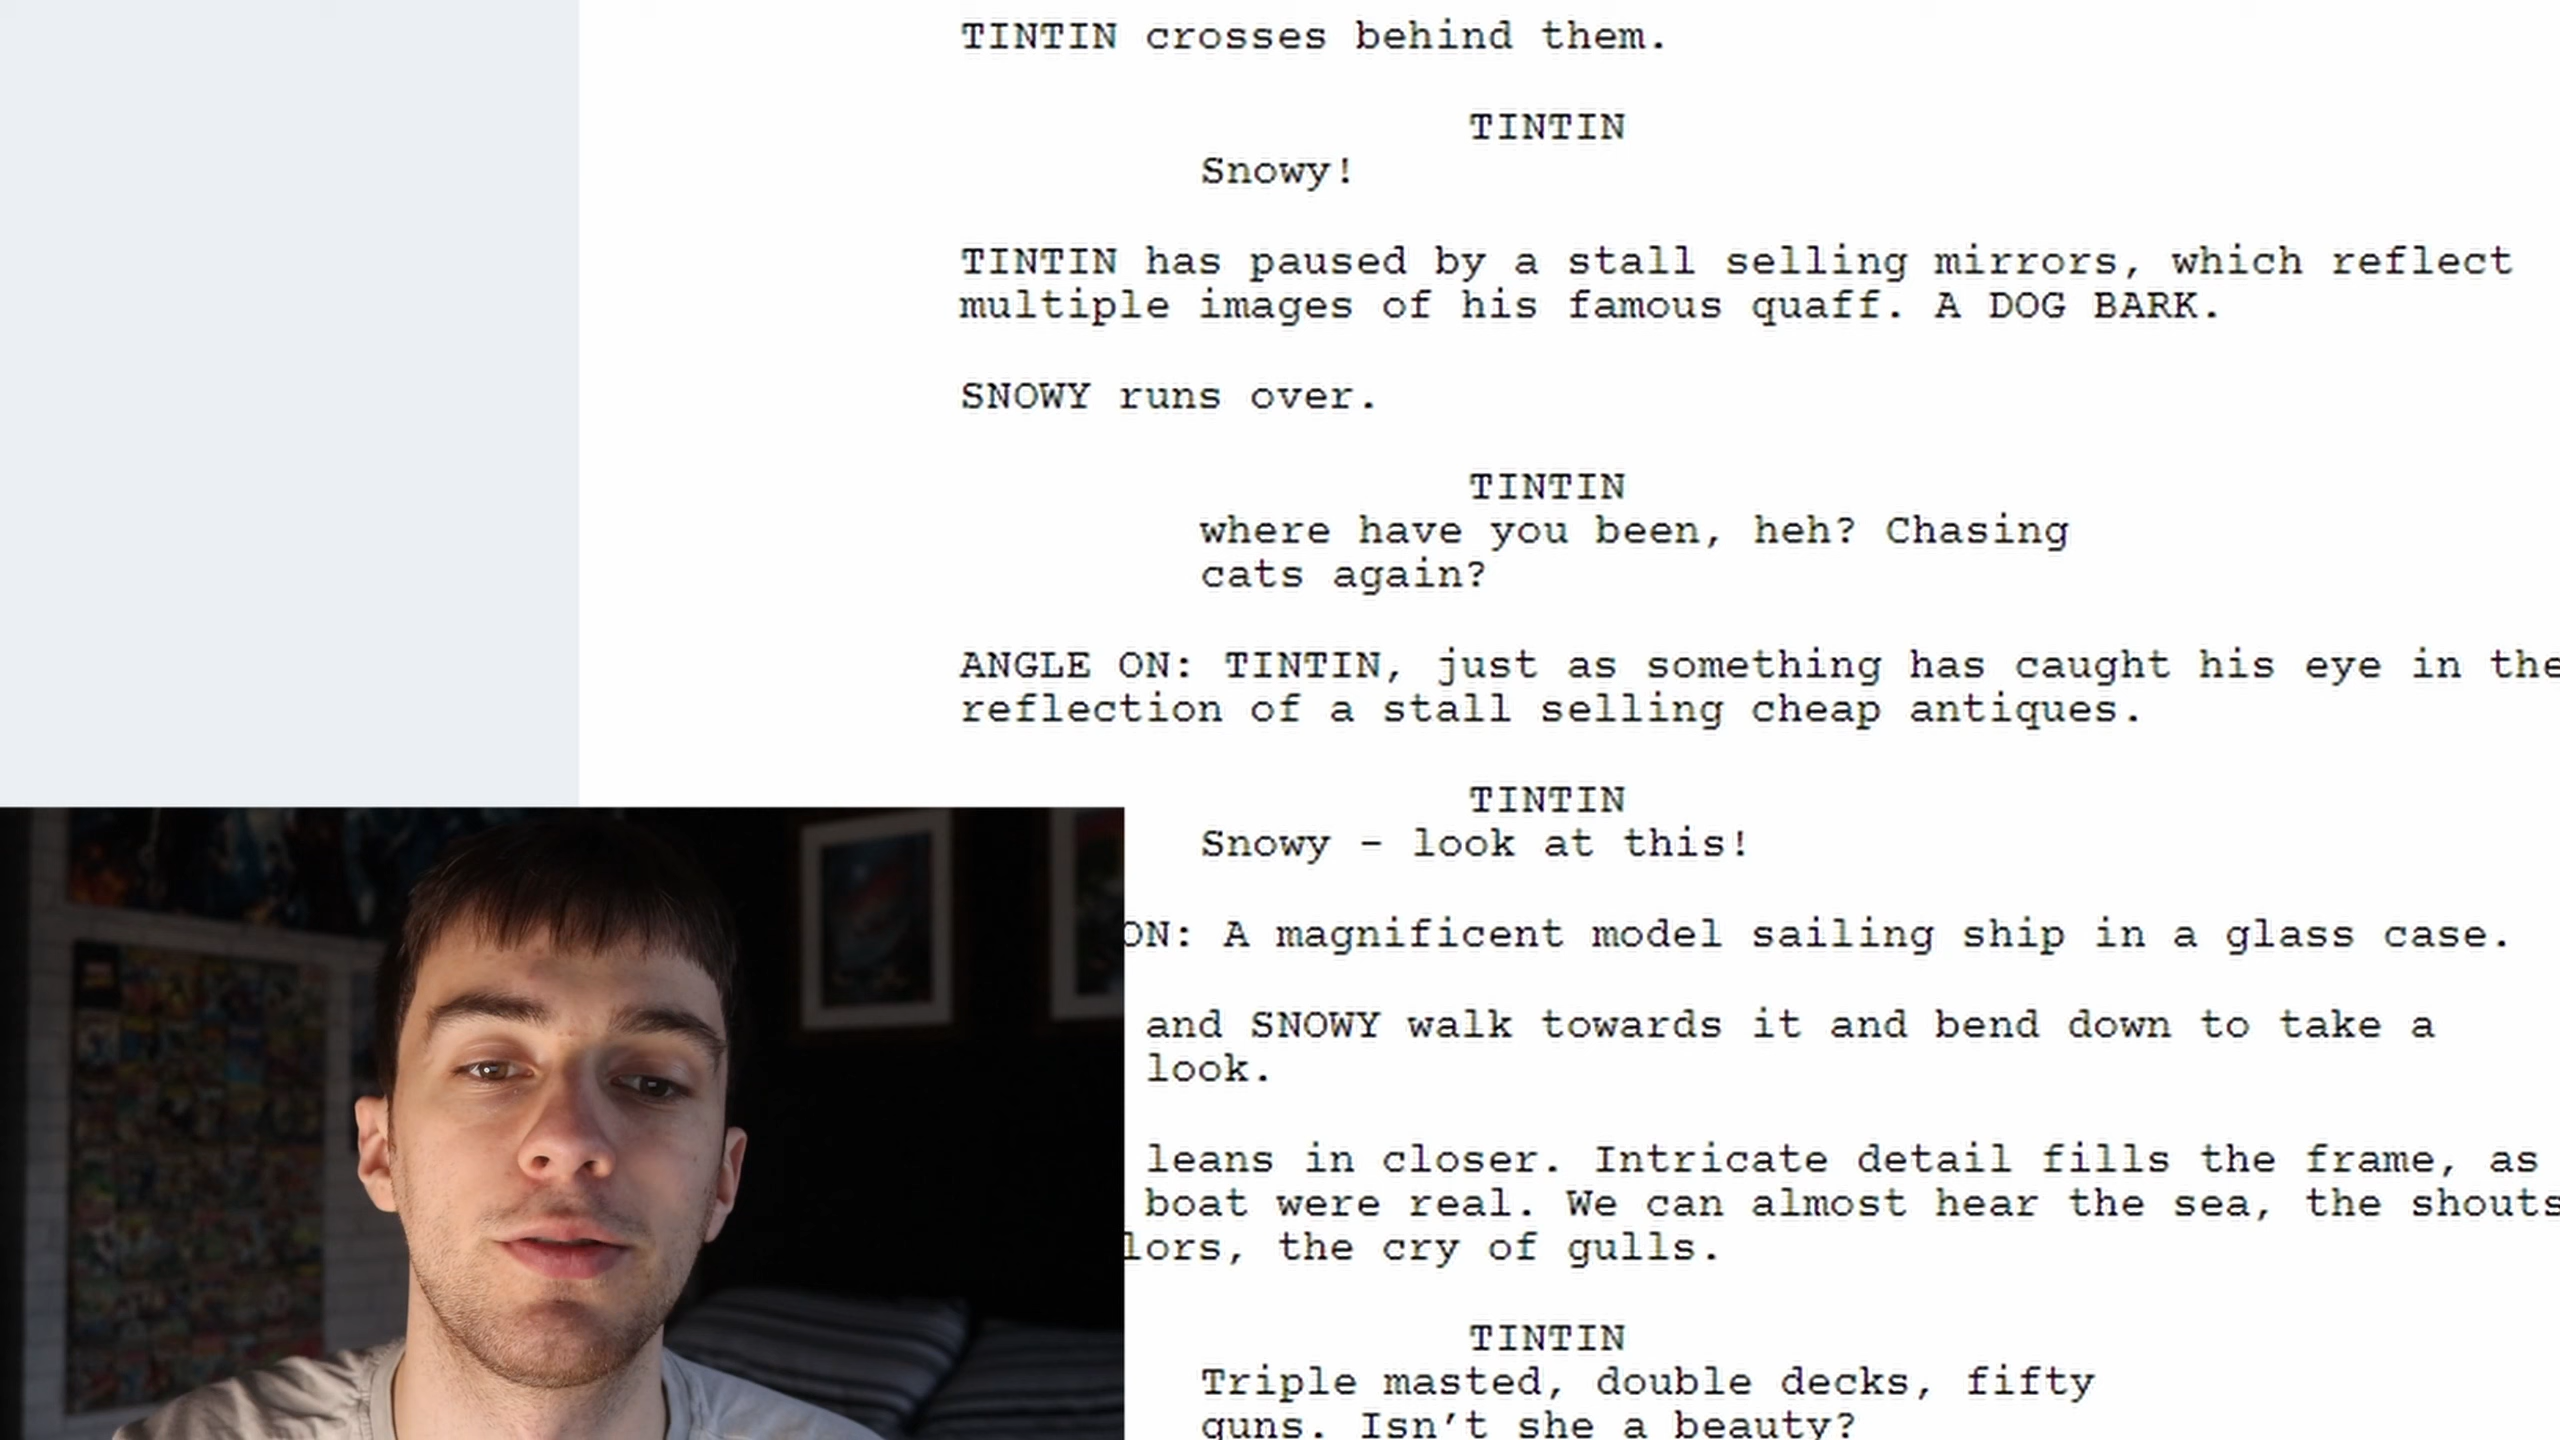 TINTIN crosses behind them.
TINTIN
Snowy!
TINTIN has paused by a stall selling mirrors, which reflect
multiple images of his famous quaff. A DOG BARK.
SNOWY runs over.
TINTIN
where have you been, heh? Chasing
cats again?
ANGLE ON: TINTIN, just as something has caught his eye in the
reflection of a stall selling cheap antiques.
TINTIN
Snowy - look at this!
ON: A magnificent model sailing ship in a glass case.
and SNOWY walk towards it and bend down to take a
look.
leans in closer. Intricate detail fills the frame, as
boat were real. We can almost hear the sea, the shouts
lors, the cry of gulls.
TINTIN
Triple masted, double decks, fifty
guns. Isn't she a beauty?